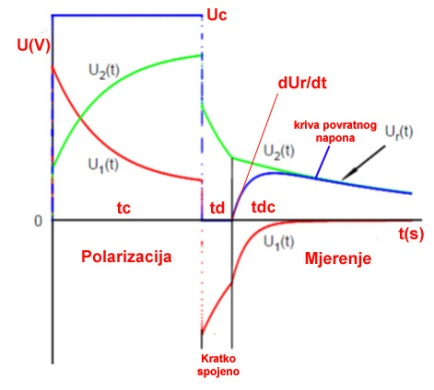 Uc
U(V)
U₂(t)
dUr/dt
kriva povratnog
napona
U₂(t)
Uᵣ(t)
U₁(t)
0
tc
td
tdc
t(s)
U₁(t)
Polarizacija
Mjerenje
Kratko
spojeno